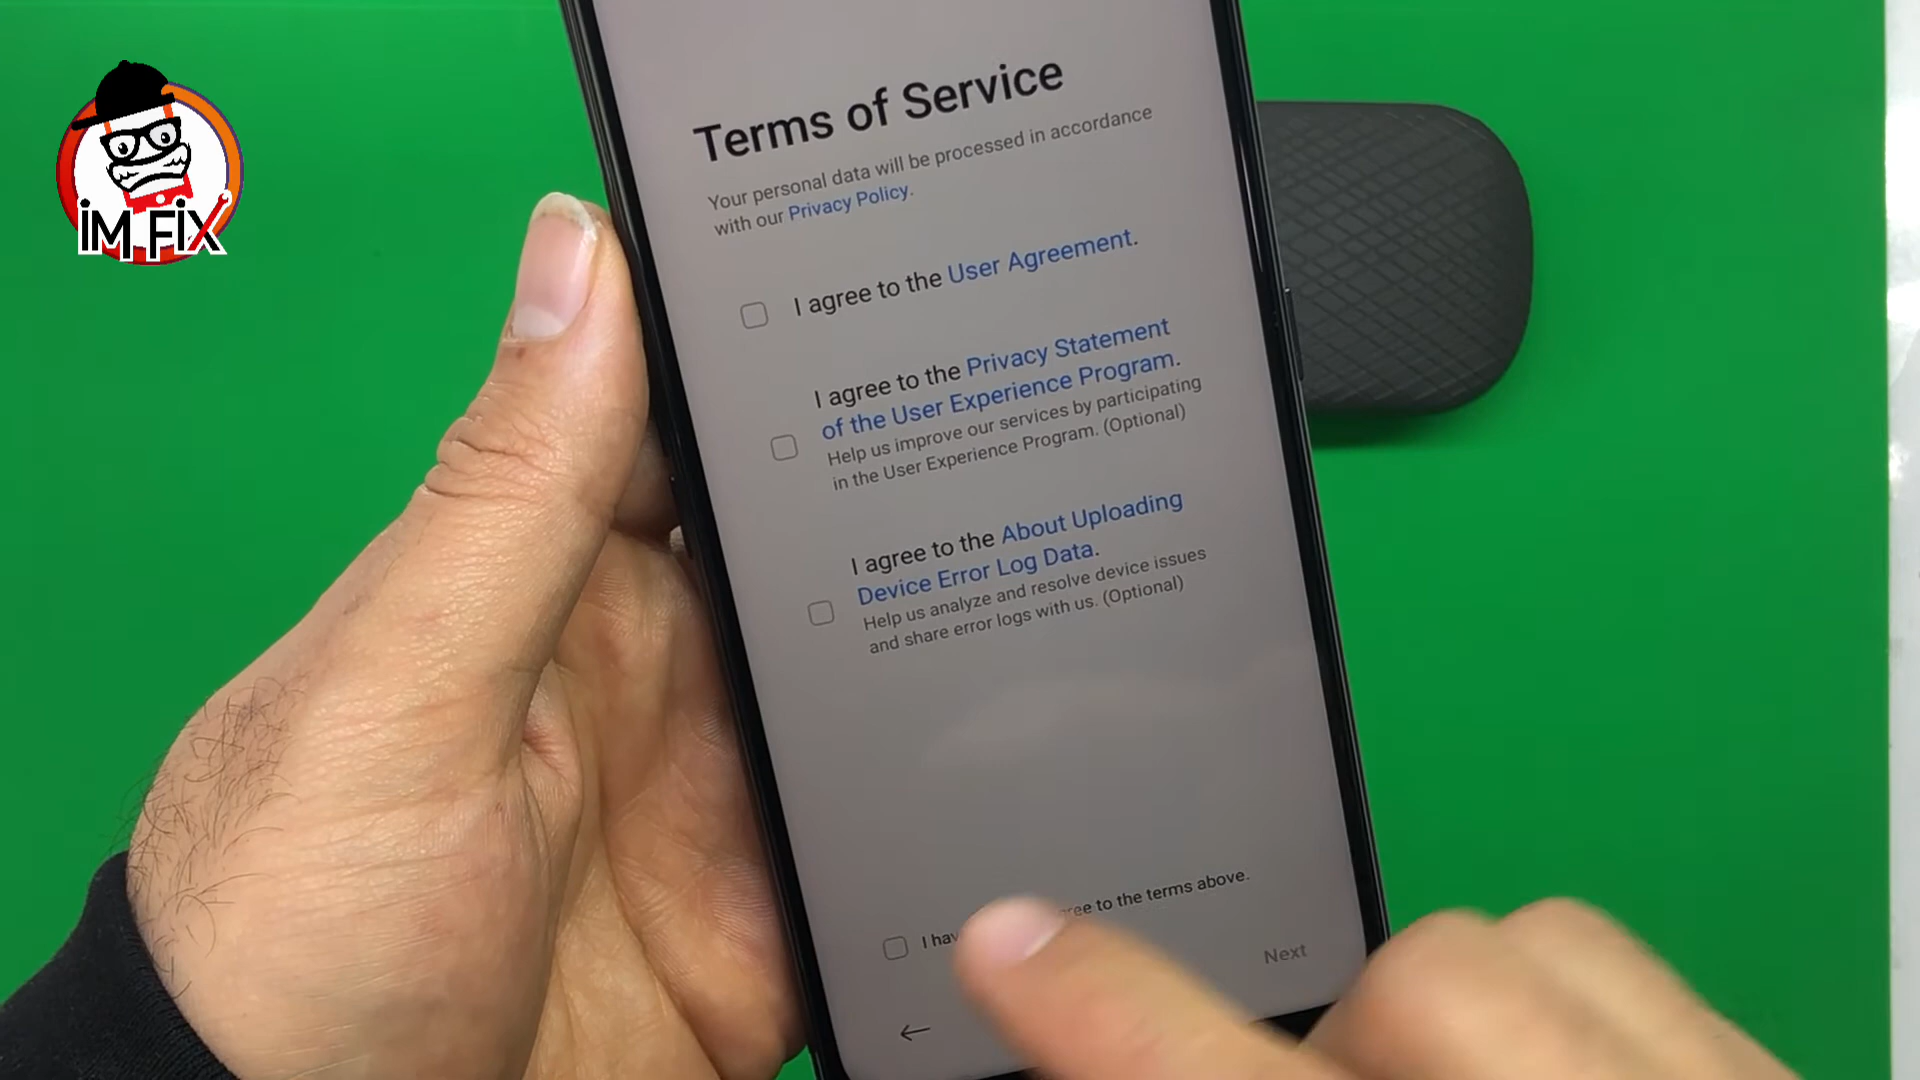 IM FIX
Terms of Service
Your personal data will be processed in accordance
with our Privacy Policy.
I agree to the User Agreement.
I agree to the Privacy Statement
of the User Experience Program.
Help us improve our services by participating
in the User Experience Program. (Optional)
I agree to the About Uploading
Device Error Log Data.
Help us analyze and resolve device issues
and share error logs with us. (Optional)
I to the terms above.
Next